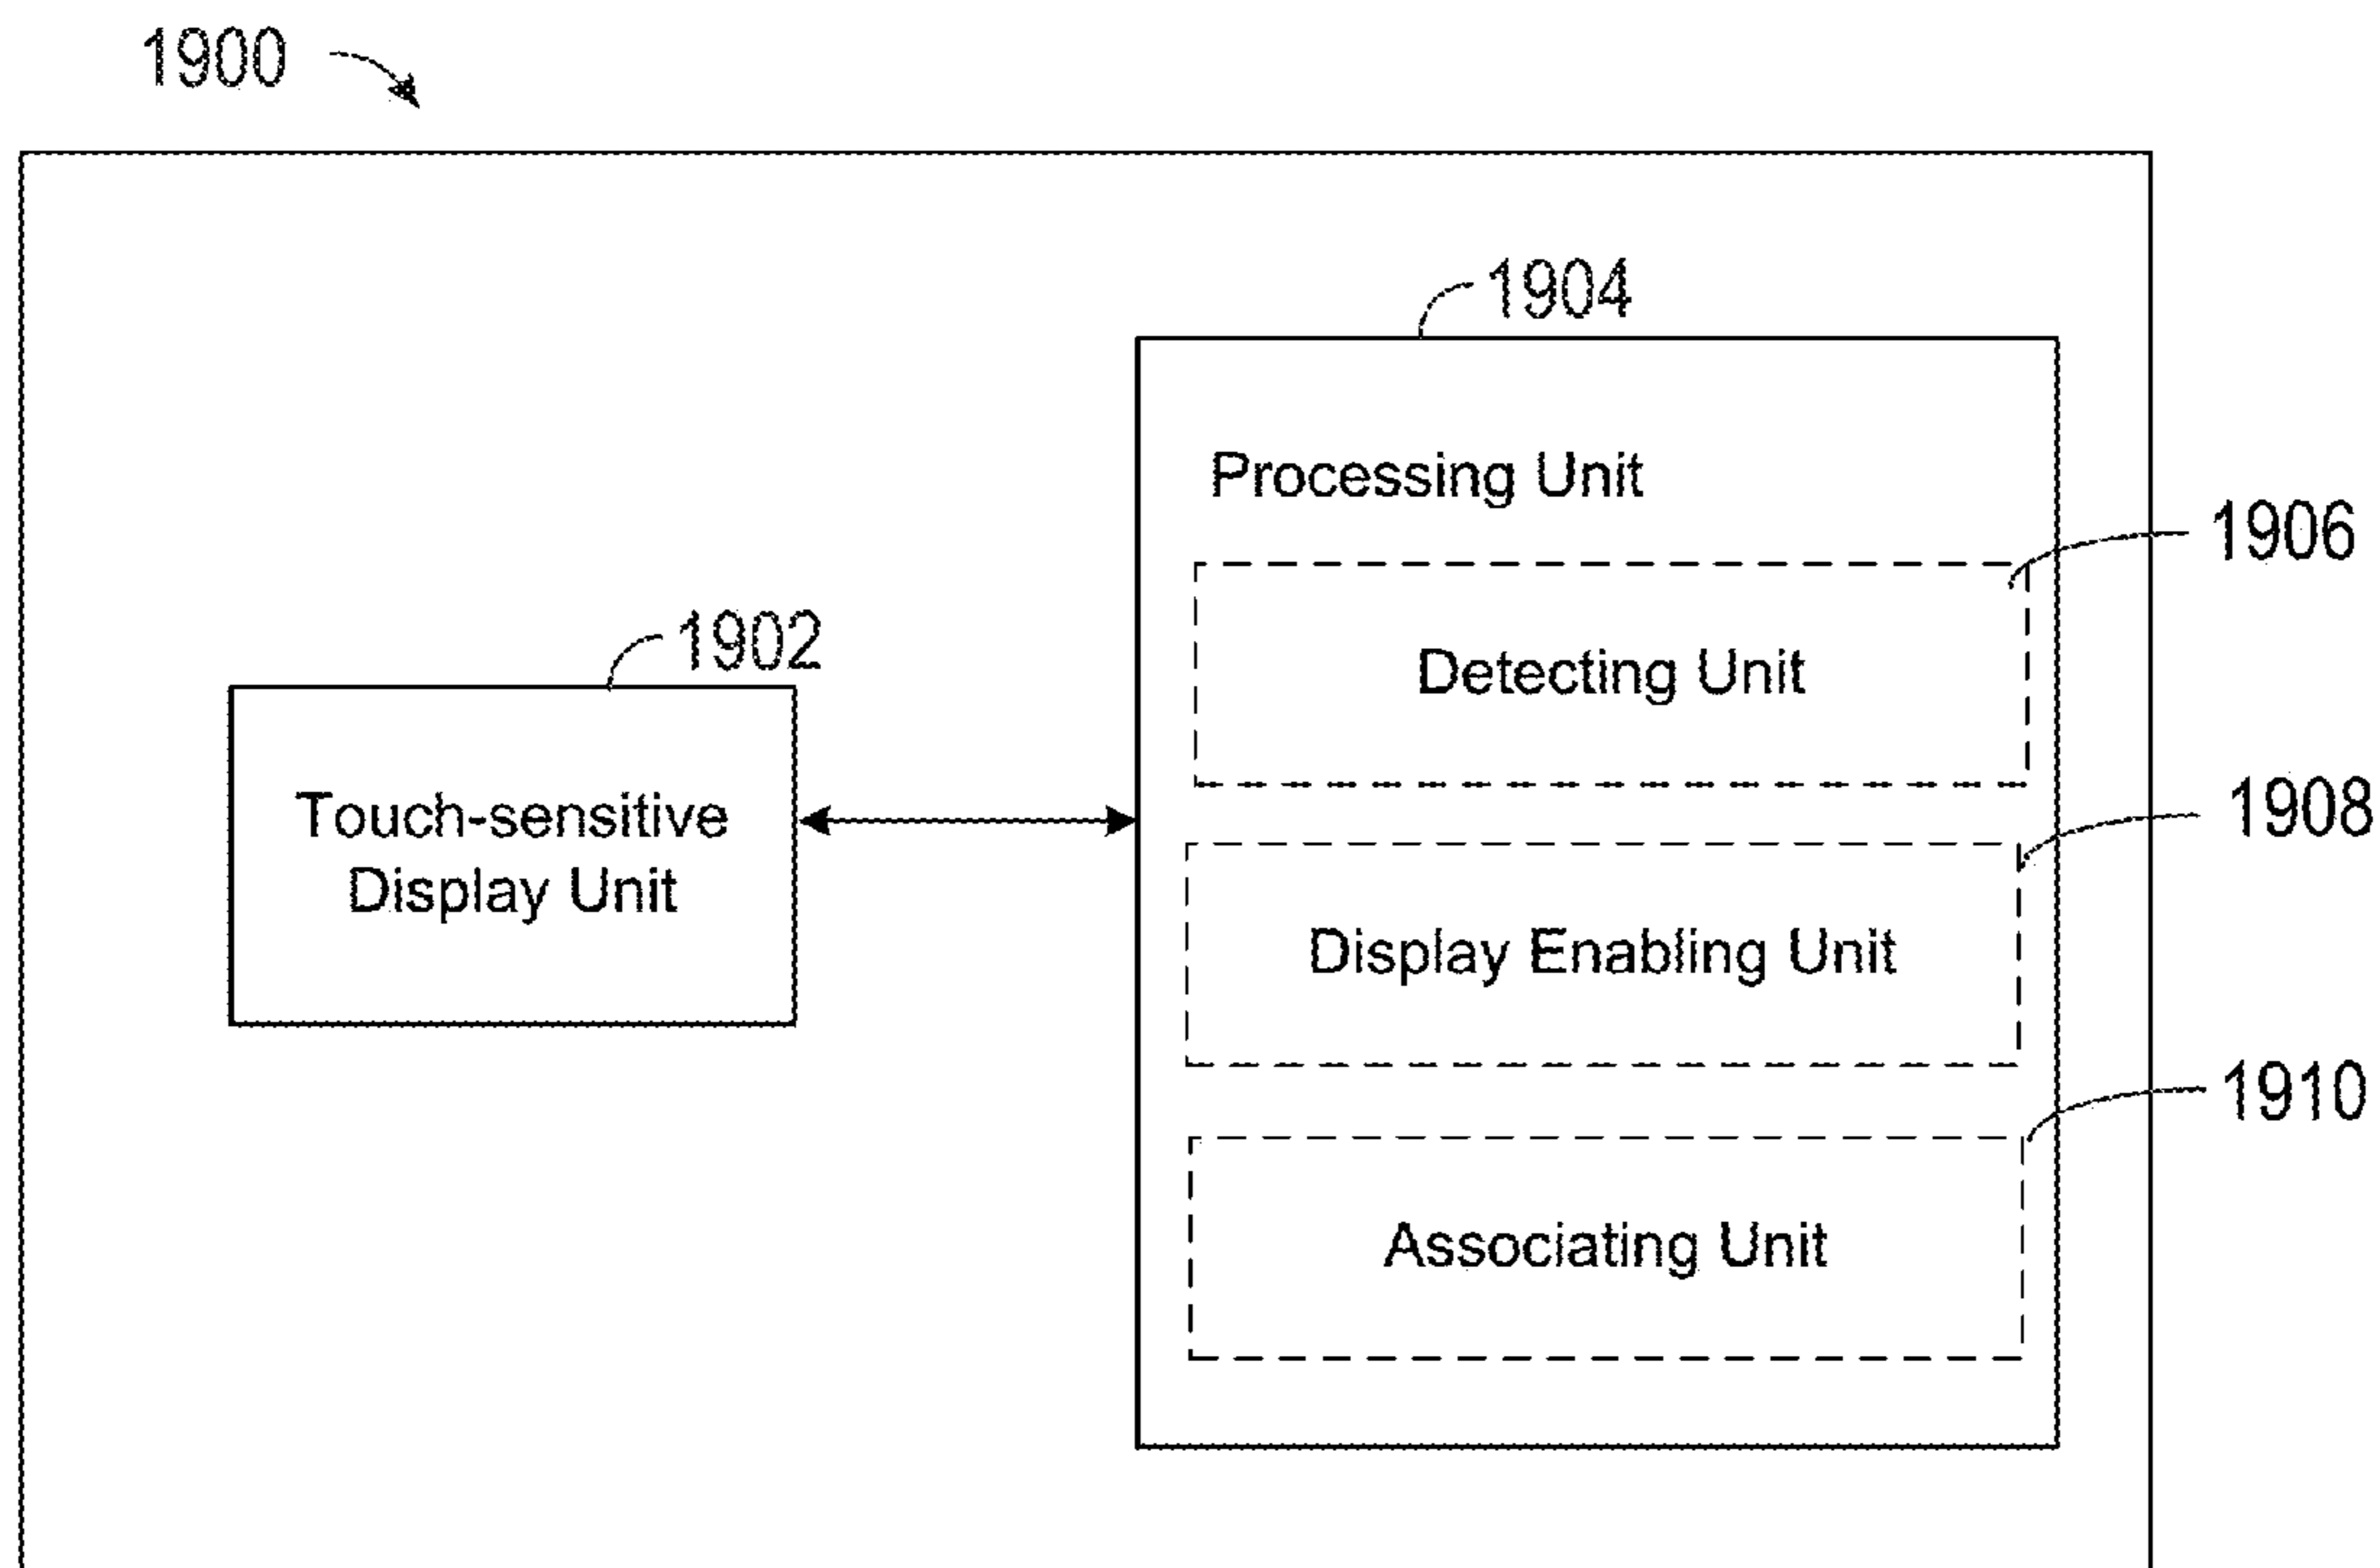 1900
1904
Processing Unit
1906
Detecting Unit
1902
Touch-sensitive
Display Unit
1908
Display Enabling Unit
1910
Associating Unit